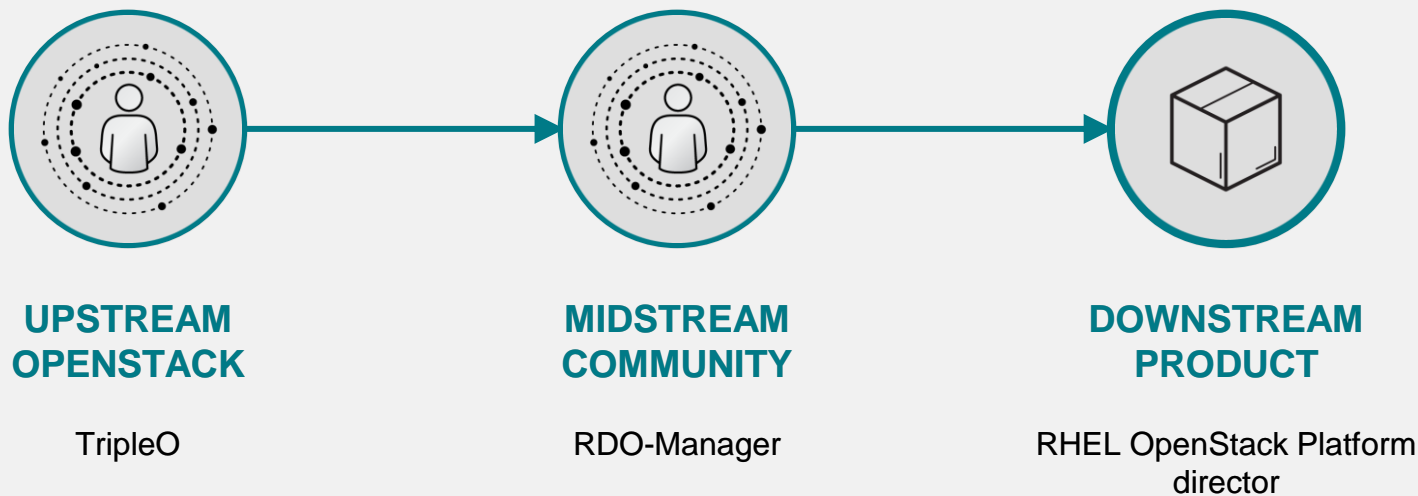 UPSTREAM
OPENSTACK
TripleO
MIDSTREAM
COMMUNITY
RDO-Manager
DOWNSTREAM
PRODUCT
RHEL OpenStack Platform
director